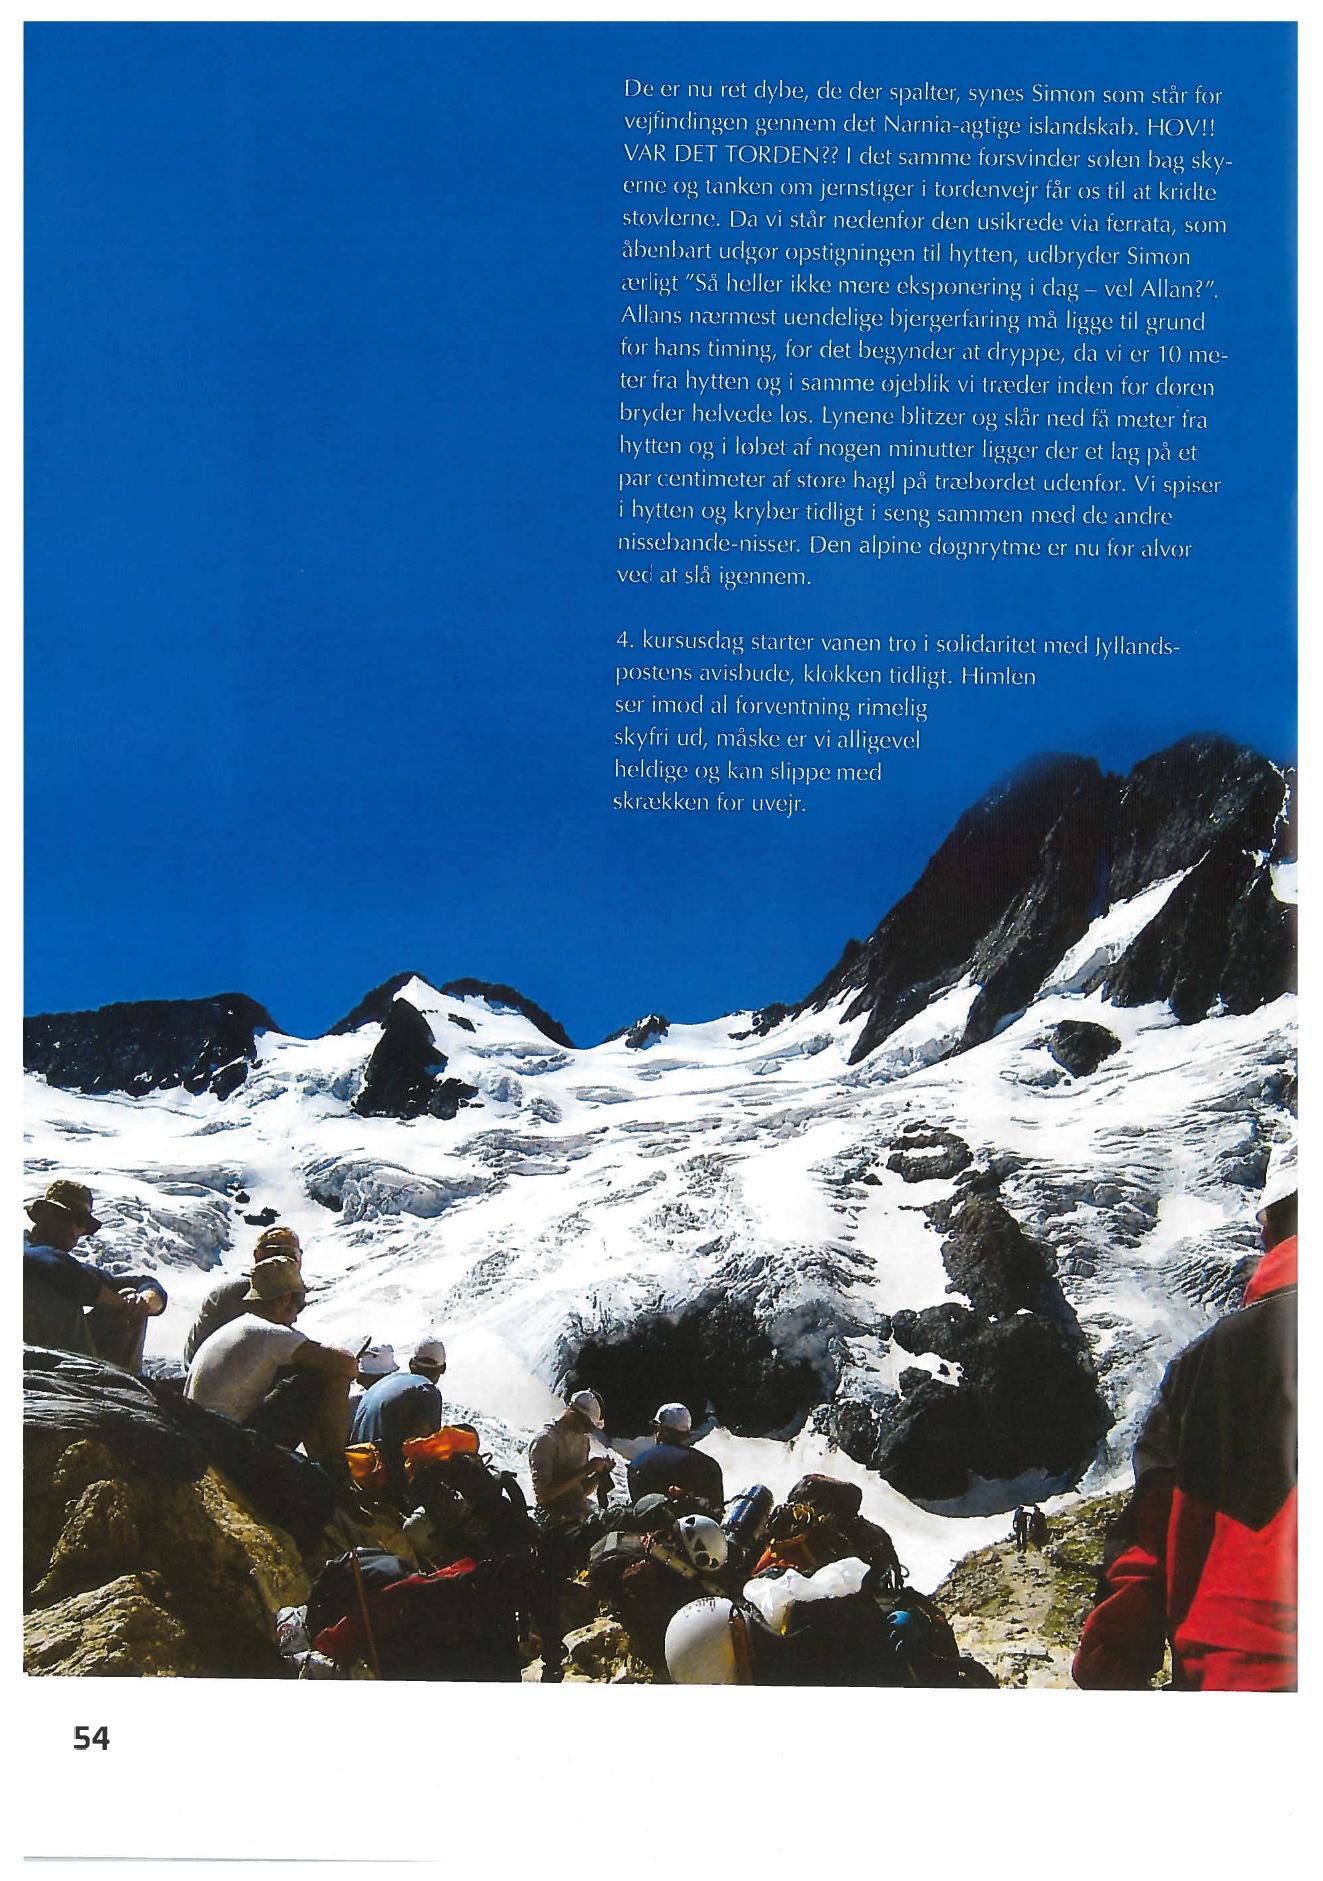 De er nu ret dybe, de der spalter, synes Simon som står for
vejfindingen gennem det Narnia-agtige islandskab. HOV!!
VAR DET TORDEN?? I det samme forsvinder solen bag sky-
erne og tanken om jernstiger i tordenvejr får os til at kridte
støvlerne. Da vi står nedenfor den usikrede via ferrata, som
åbenbart udgør opstigningen til hytten, udbryder Simon
ærligt "Så heller ikke mere eksponering i dag – vel Allan?".
Allans nærmest uendelige bjergerfaring må ligge til grund
for hans timing, for det begynder at dryppe, da vi er 10 me-
ter fra hytten og i samme øjeblik vi træder inden for døren
bryder helvede løs. Lynene blitzer og slår ned få meter fra
hytten og i løbet af nogen minutter ligger der et lag på et
par centimeter af store hagl på træbordet udenfor. Vi spiser
i hytten og kryber tidligt i seng sammen med de andre
nissebande-nisser. Den alpine døgnrytme er nu for alvor
ved at slå igennem.
4. kursusdag starter vanen tro i solidaritet med Jyllands-
postens avisbude, klokken tidligt. Himlen
ser imod al forventning rimelig
skyfri ud, måske er vi alligevel
heldige og kan slippe med
skrækken for uvejr.
54